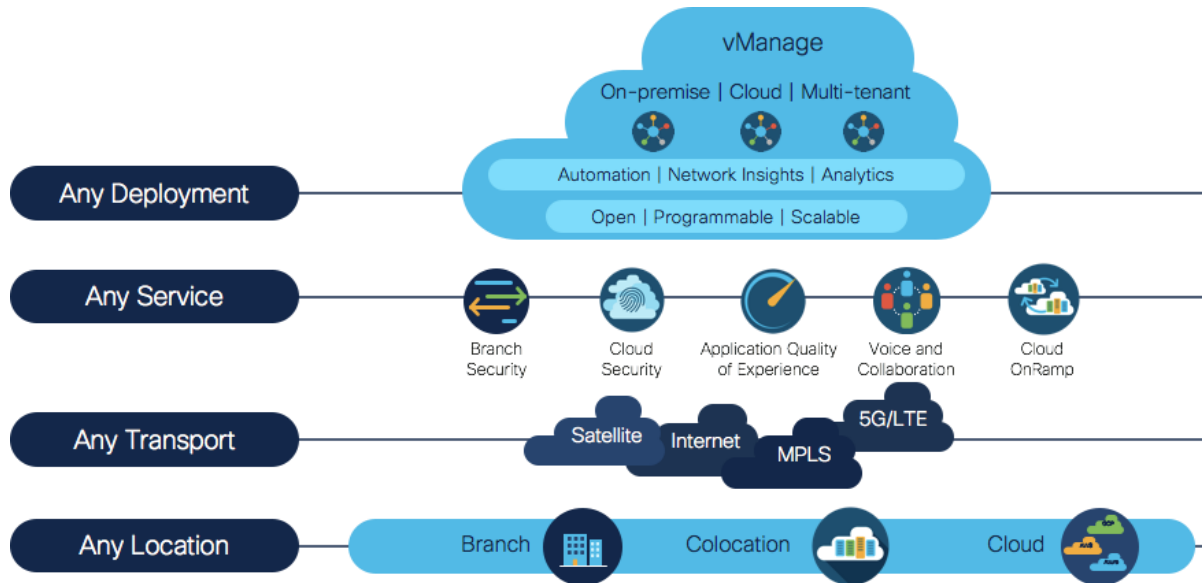 vManage
On-premise | Cloud | Multi-tenant
Any Deployment
Automation | Network Insights | Analytics
Open | Programmable | Scalable
Any Service
Branch
Security
Cloud
Security
Application Quality
of Experience
Voice and
Collaboration
Cloud
OnRamp
Any Transport
Satellite
Internet
MPLS
5G/LTE
Any Location
Branch
Colocation
Cloud